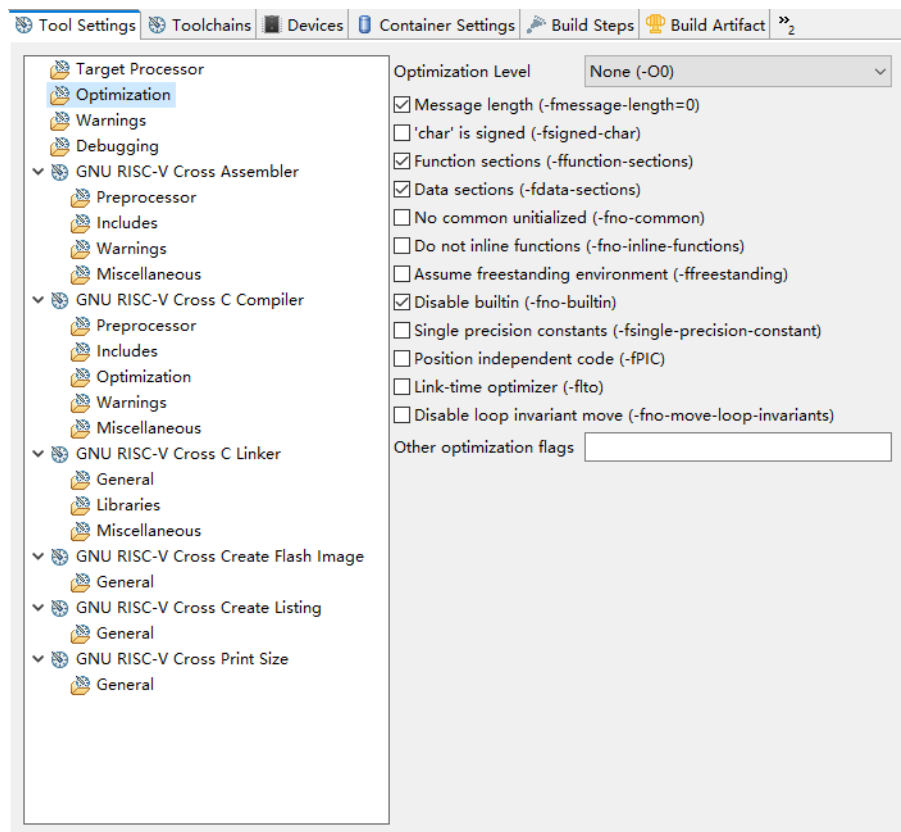 Tool Settings Toolchains Devices Container Settings Build Steps Build Artifact »2
Target Processor
Optimization
Warnings
Debugging
GNU RISC-V Cross Assembler
Preprocessor
Includes
Warnings
Miscellaneous
GNU RISC-V Cross C Compiler
Preprocessor
Includes
Optimization
Warnings
Miscellaneous
GNU RISC-V Cross C Linker
General
Libraries
Miscellaneous
GNU RISC-V Cross Create Flash Image
General
GNU RISC-V Cross Create Listing
General
GNU RISC-V Cross Print Size
General
Optimization Level None (-O0)
Message length (-fmessage-length=0)
'char' is signed (-fsigned-char)
Function sections (-ffunction-sections)
Data sections (-fdata-sections)
No common unitialized (-fno-common)
Do not inline functions (-fno-inline-functions)
Assume freestanding environment (-ffreestanding)
Disable builtin (-fno-builtin)
Single precision constants (-fsingle-precision-constant)
Position independent code (-fPIC)
Link-time optimizer (-flto)
Disable loop invariant move (-fno-move-loop-invariants)
Other optimization flags